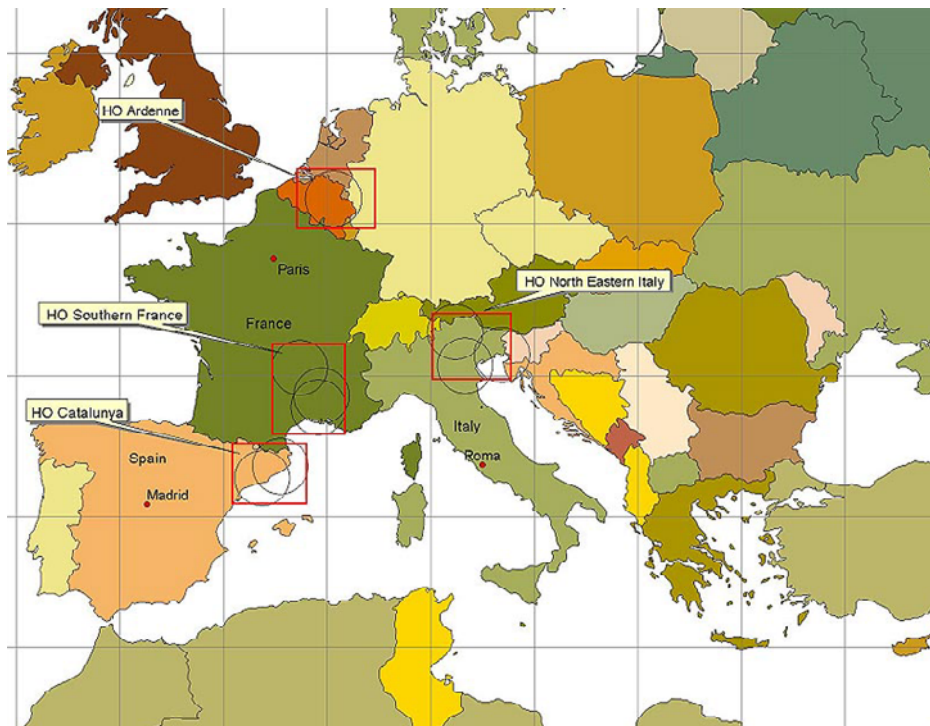 HO Ardenne
Paris
HO North Eastern Italy
HO Southern France
France
HO Catalunya
Italy
Spain
Roma
Madrid